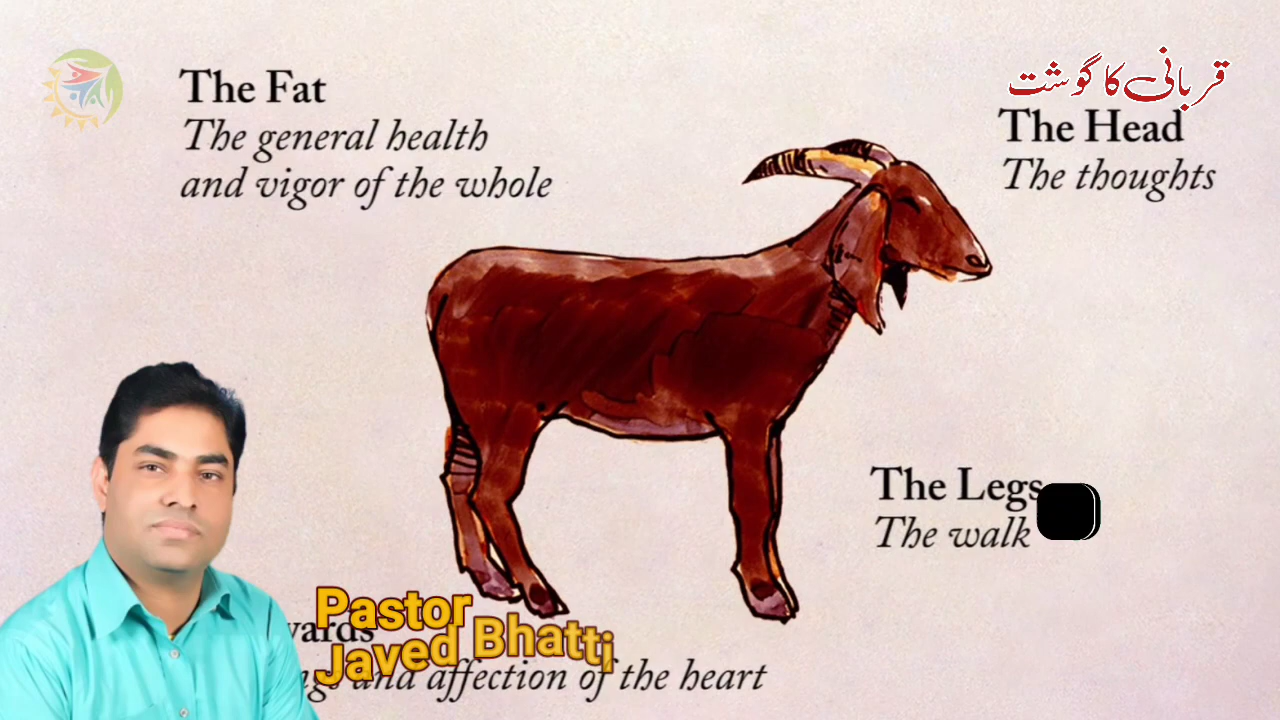 The Fat
The general health
and vigor of the whole
قربانی کا گوشت
The Head
The thoughts
The Legs
The walk
Pastor
Javed Bhatti
and affection of the heart